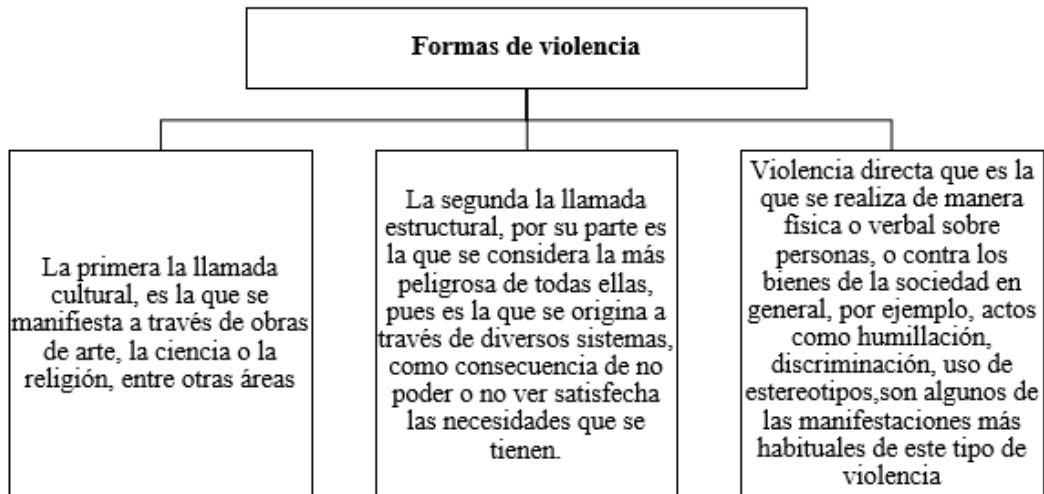 Formas de violencia
La primera la llamada
cultural, es la que se
manifiesta a través de obras
de arte, la ciencia o la
religión, entre otras áreas
La segunda la llamada
estructural, por su parte es
la que se considera la más
peligrosa de todas ellas,
pues es la que se origina a
través de diversos sistemas,
como consecuencia de no
poder o no ver satisfecha
las necesidades que se
tienen.
Violencia directa que es la
que se realiza de manera
física o verbal sobre
personas, o contra los
bienes de la sociedad en
general, por ejemplo, actos
como humillación,
discriminación, uso de
estereotipos,son algunos de
las manifestaciones más
habituales de este tipo de
violencia